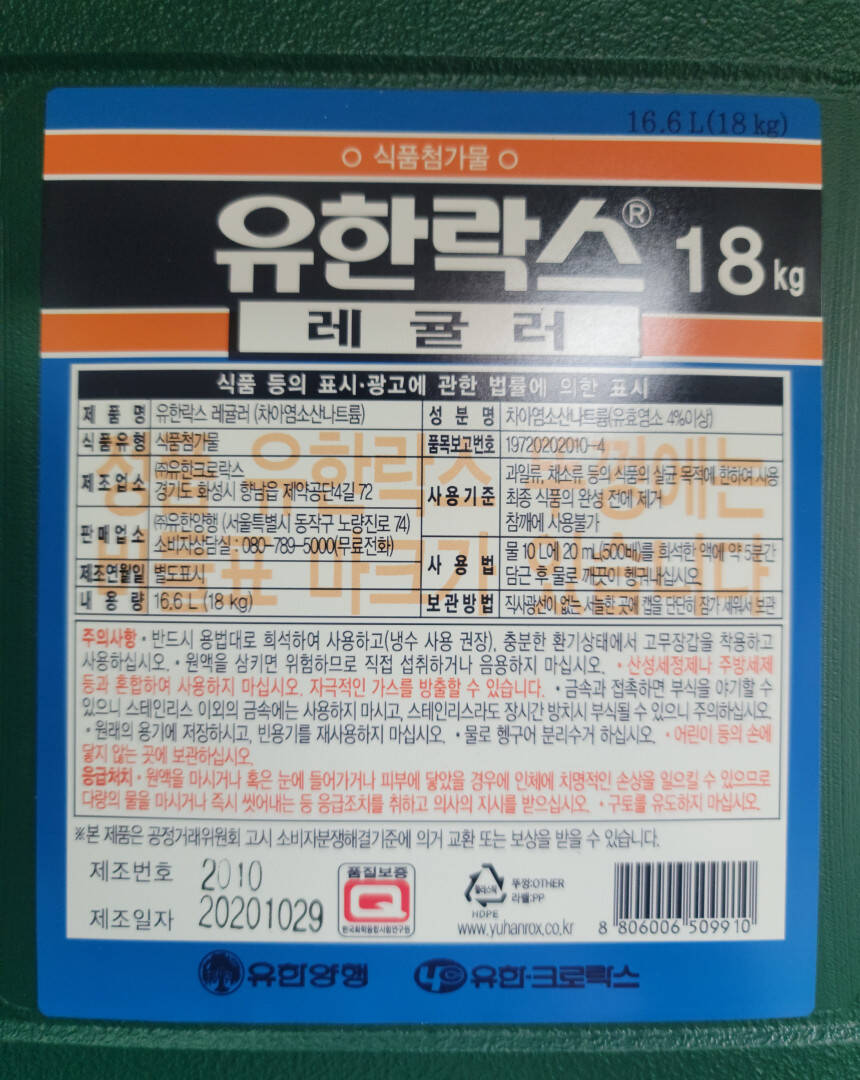 16.6 L(18 kg)
식품첨가물
유한락스® 18kg
레귤러
식품 등의 표시·광고에 관한 법률에 의한 표시
제품명 유한락스 레귤러 (차아염소산나트륨)
성분명 차아염소산나트륨(유효염소 4%이상)
식품유형 식품첨가물
품목보고번호 19720202010-4
제조업소 ㈜유한크로락스
경기도 화성시 향남읍 제약공단4길 72
사용기준 과일류, 채소류 등의 식품의 살균 목적에 한하여 사용
최종 식품의 완성 전에 제거
참깨에 사용불가
판매업소 ㈜유한양행 (서울특별시 동작구 노량진로 74)
소비자상담실 : 080-789-5000(무료전화)
사용법 물 10 L에 20 mL(500배)를 희석한 액에 약 5분간
담근 후 물로 깨끗이 헹궈내십시오
제조연월일 별도표시
내용량 16.6 L (18 kg)
보관방법 직사광선이 없는 서늘한 곳에 캡을 단단히 잠가 세워서 보관
주의사항 · 반드시 용법대로 희석하여 사용하고(냉수 사용 권장), 충분한 환기상태에서 고무장갑을 착용하고
사용하십시오. · 원액을 삼키면 위험하므로 직접 섭취하거나 음용하지 마십시오. · 산성세정제나 주방세제
등과 혼합하여 사용하지 마십시오. 자극적인 가스를 방출할 수 있습니다. · 금속과 접촉하면 부식을 야기할 수
있으니 스테인리스 이외의 금속에는 사용하지 마시고, 스테인리스라도 장시간 방치시 부식될 수 있으니 주의하십시오.
· 원래의 용기에 저장하시고, 빈용기를 재사용하지 마십시오. · 물로 헹구어 분리수거 하십시오. · 어린이 등의 손에
닿지 않는 곳에 보관하십시오.
응급처치 · 원액을 마시거나 혹은 눈에 들어가거나 피부에 닿았을 경우에 인체에 치명적인 손상을 일으킬 수 있으므로
다량의 물을 마시거나 즉시 씻어내는 등 응급조치를 취하고 의사의 지시를 받으십시오. · 구토를 유도하지 마십시오.
※본 제품은 공정거래위원회 고시 소비자분쟁해결기준에 의거 교환 또는 보상을 받을 수 있습니다.
제조번호 2010
제조일자 20201029
품질보증
Q
한국화학융합시험연구원
플라스틱
HDPE
뚜껑:OTHER
라벨:PP
www.yuhanrox.co.kr
8 806006 509910
유한양행
유한·크로락스